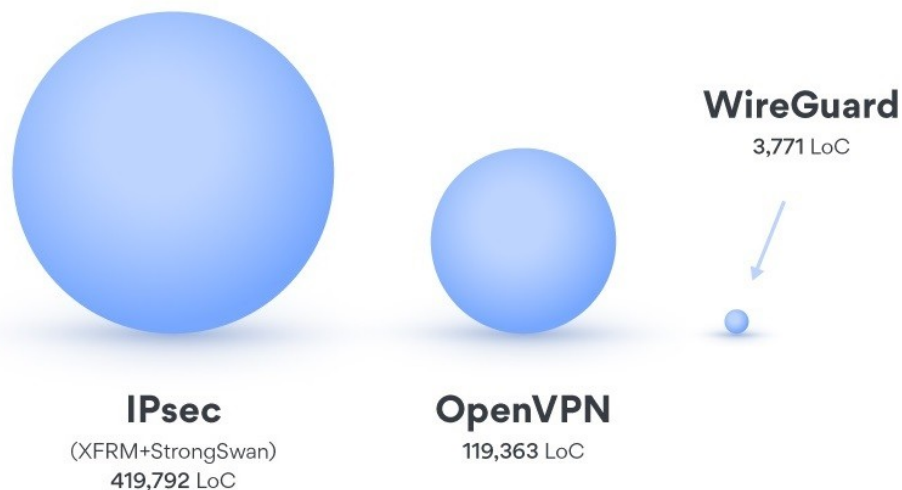 IPsec
(XFRM+StrongSwan)
419,792 LoC
OpenVPN
119,363 LoC
WireGuard
3,771 LoC